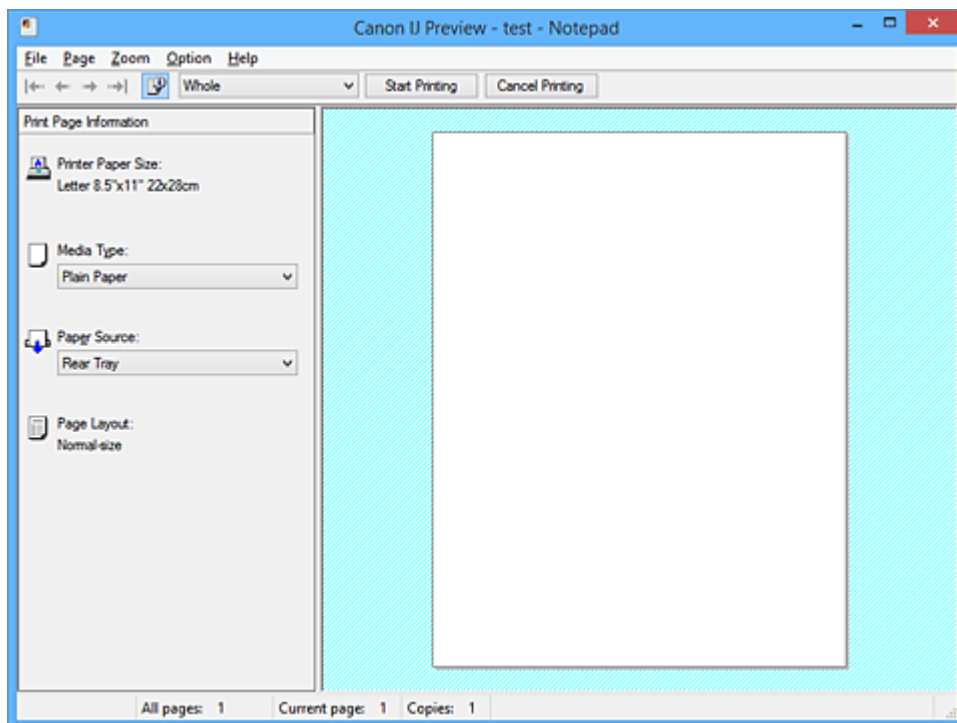 Canon IJ Preview - test - Notepad
File Page Zoom Option Help
Whole Start Printing Cancel Printing
Print Page Information
Printer Paper Size:
Letter 8.5"x11" 22x28cm
Media Type:
Plain Paper
Paper Source:
Rear Tray
Page Layout:
Normal-size
All pages: 1 Current page: 1 Copies: 1